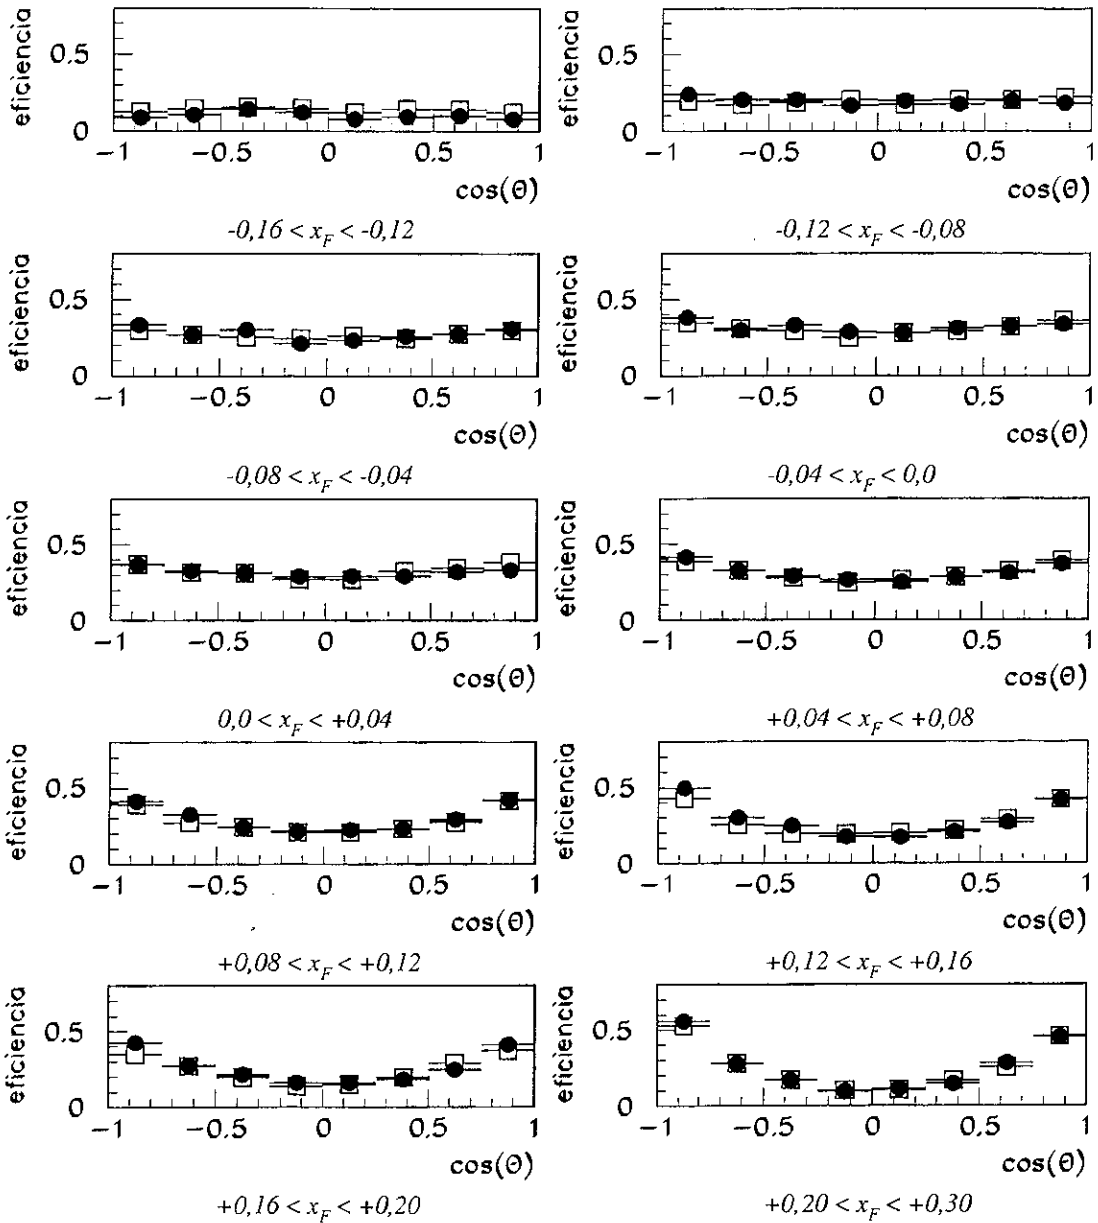 eficiencia
0.5
0
−1 −0.5 0 0.5 1
cos(Θ)
-0,16 < x_F < -0,12
eficiencia
0.5
0
−1 −0.5 0 0.5 1
cos(Θ)
-0,12 < x_F < -0,08
eficiencia
0.5
0
−1 −0.5 0 0.5 1
cos(Θ)
-0,08 < x_F < -0,04
eficiencia
0.5
0
−1 −0.5 0 0.5 1
cos(Θ)
-0,04 < x_F < 0,0
eficiencia
0.5
0
−1 −0.5 0 0.5 1
cos(Θ)
0,0 < x_F < +0,04
eficiencia
0.5
0
−1 −0.5 0 0.5 1
cos(Θ)
+0,04 < x_F < +0,08
eficiencia
0.5
0
−1 −0.5 0 0.5 1
cos(Θ)
+0,08 < x_F < +0,12
eficiencia
0.5
0
−1 −0.5 0 0.5 1
cos(Θ)
+0,12 < x_F < +0,16
eficiencia
0.5
0
−1 −0.5 0 0.5 1
cos(Θ)
+0,16 < x_F < +0,20
eficiencia
0.5
0
−1 −0.5 0 0.5 1
cos(Θ)
+0,20 < x_F < +0,30